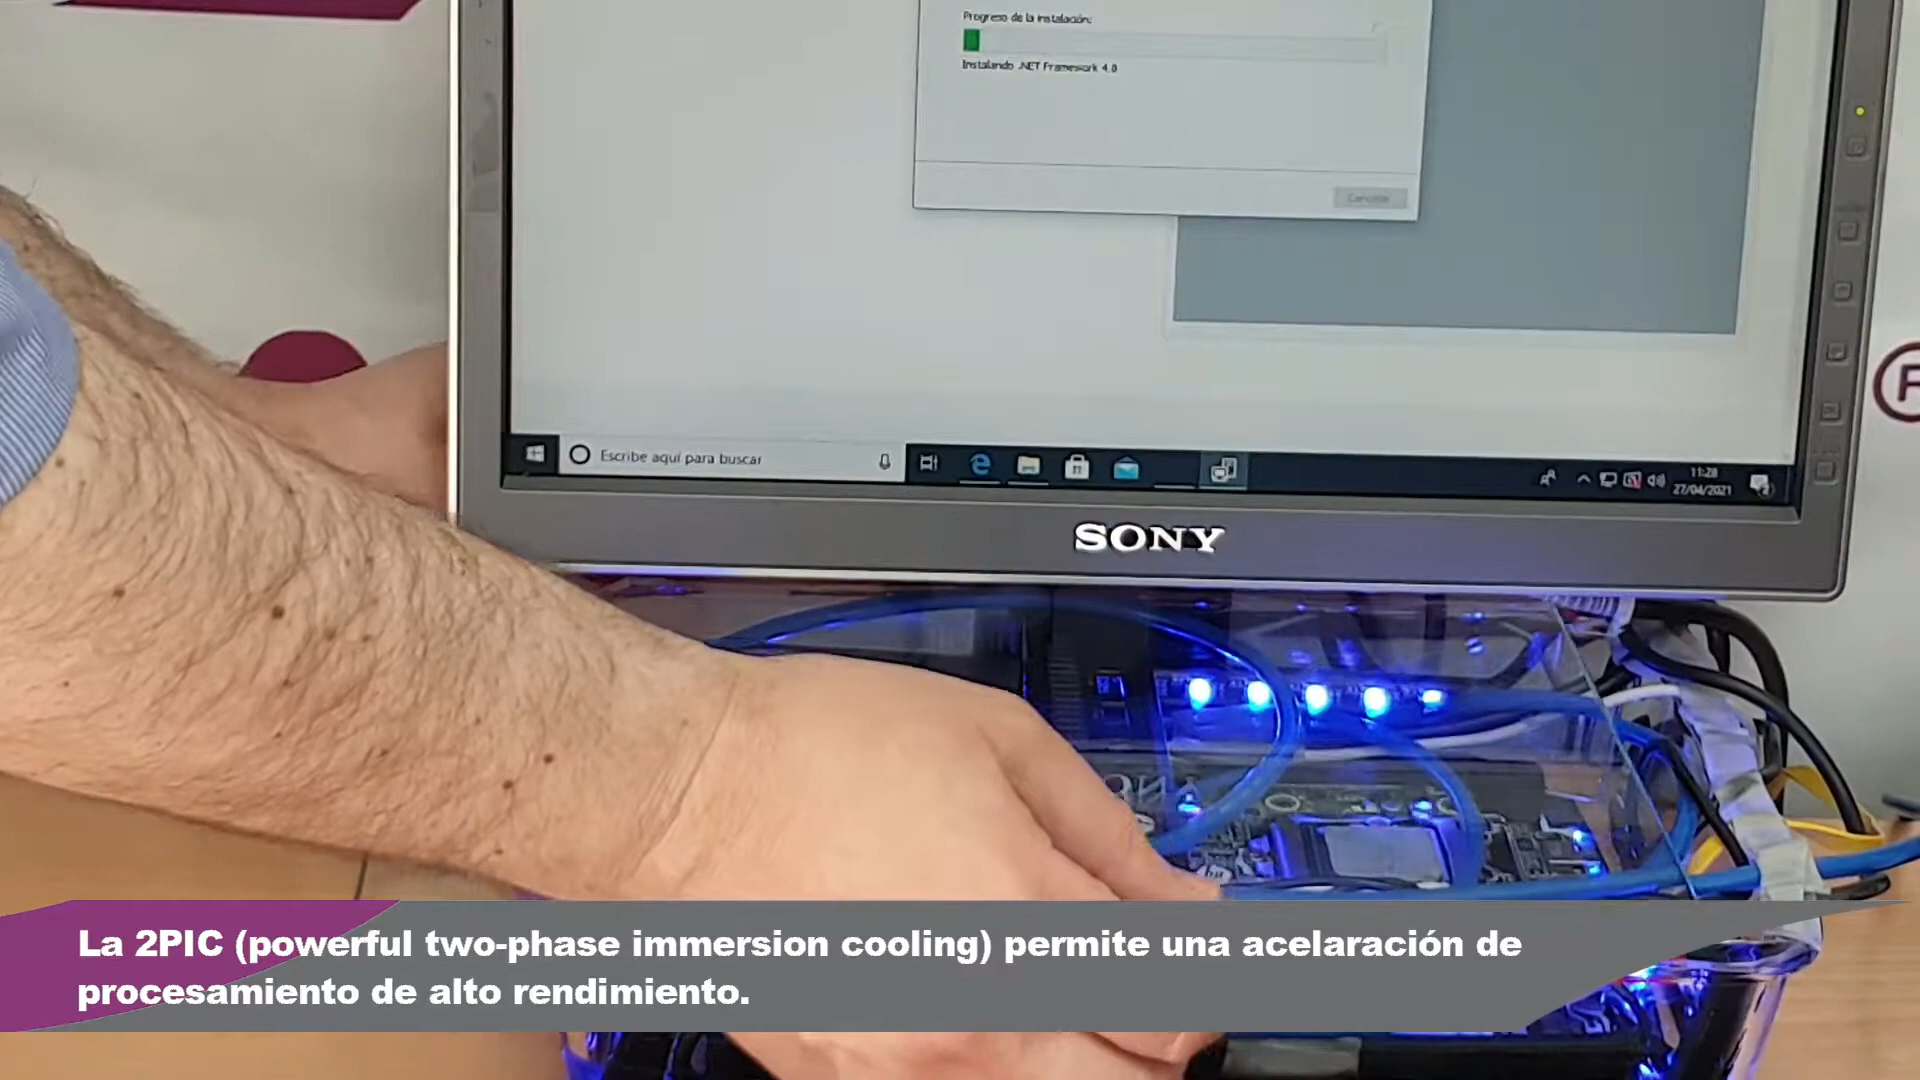 Progreso de la instalación:
Instalando .NET Framework 4.0
Cancelar
Escribe aquí para buscar
11:28
27/04/2021
SONY
F
hp
La 2PIC (powerful two-phase immersion cooling) permite una acelaración de
procesamiento de alto rendimiento.